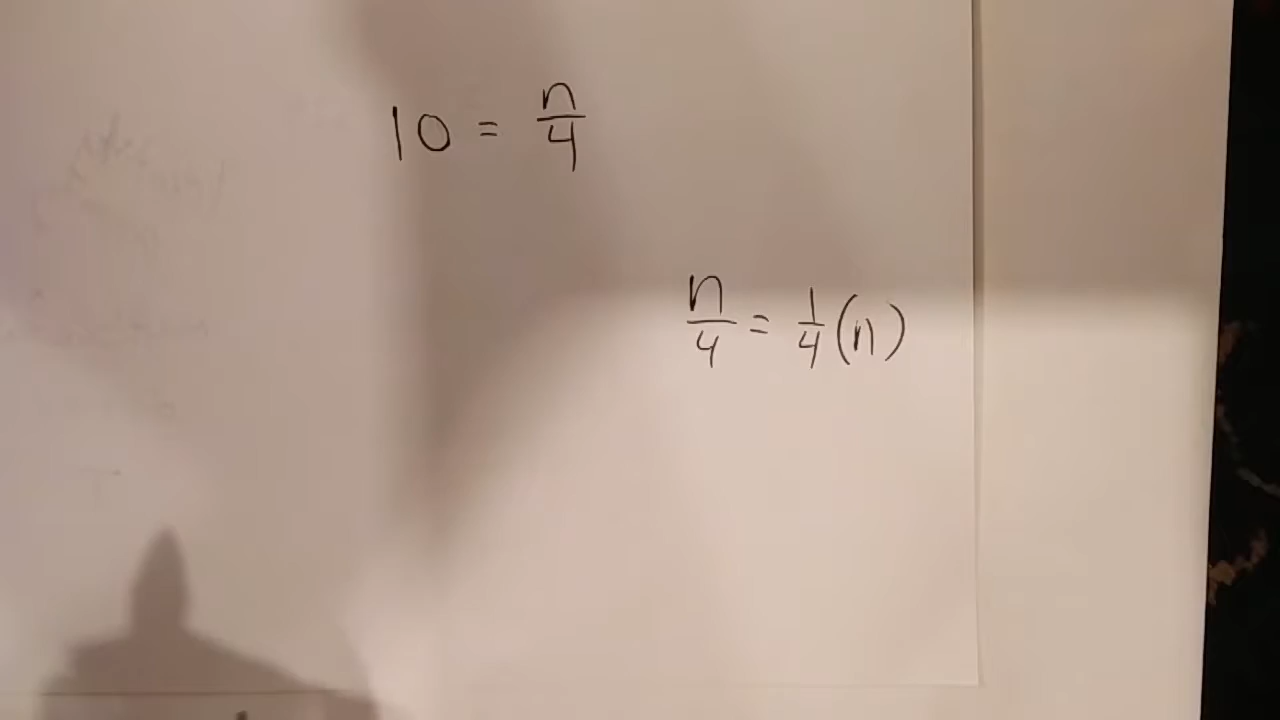 10 = n/4
n/4 = 1/4(n)